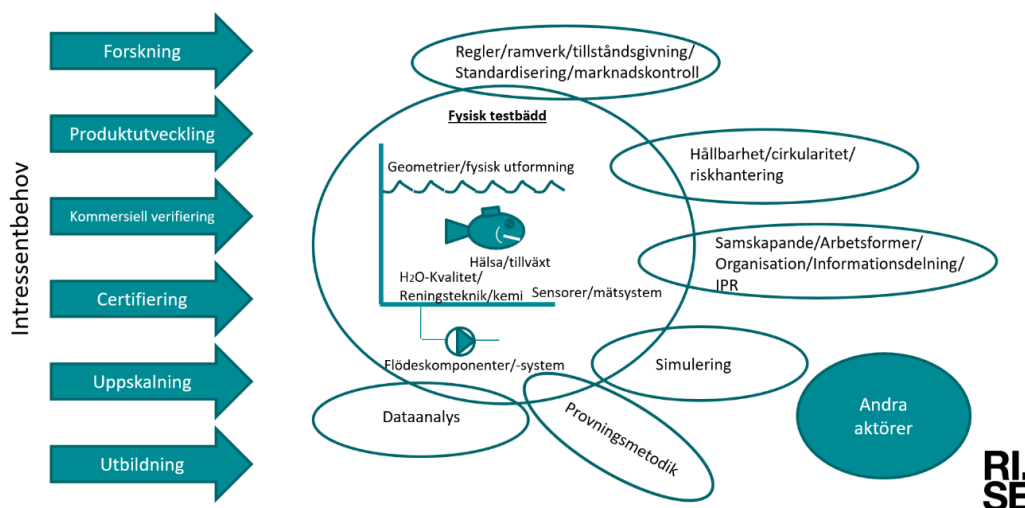 Intressentbehov
Forskning
Produktutveckling
Kommersiell verifiering
Certifiering
Uppskalning
Utbildning
Regler/ramverk/tillståndsgivning/
Standardisering/marknadskontroll
Fysisk testbädd
Geometrier/fysisk utformning
Hälsa/tillväxt
H2O-Kvalitet/
Reningsteknik/kemi
Sensorer/mätsystem
Flödeskomponenter/-system
Hållbarhet/cirkularitet/
riskhantering
Samskapande/Arbetsformer/
Organisation/Informationsdelning/
IPR
Simulering
Provningsmetodik
Dataanalys
Andra
aktörer
RI.
SE